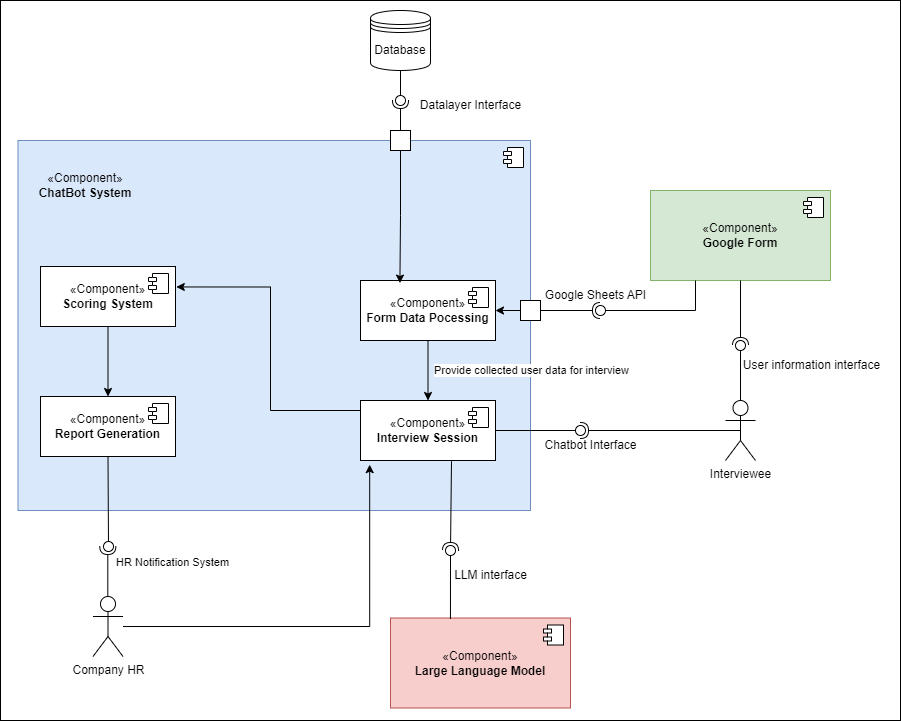 Database
Datalayer Interface
«Component»
ChatBot System
«Component»
Google Form
«Component»
Scoring System
«Component»
Form Data Pocessing
Google Sheets API
User information interface
Provide collected user data for interview
«Component»
Report Generation
«Component»
Interview Session
Chatbot Interface
Interviewee
HR Notification System
LLM interface
Company HR
«Component»
Large Language Model